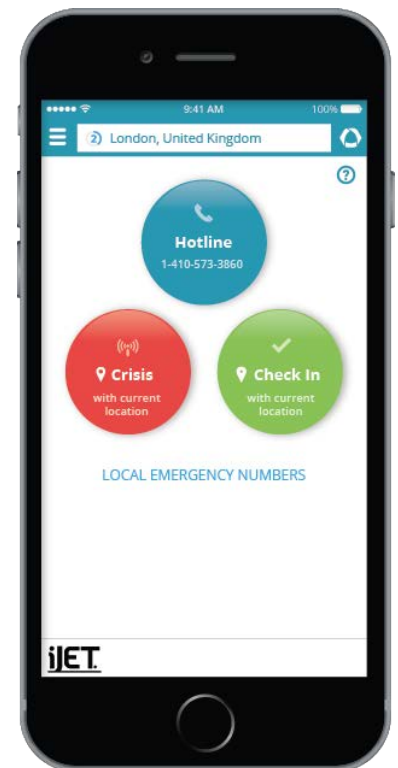 9:41 AM
100%
2 London, United Kingdom
?
Hotline
1-410-573-3860
Crisis
with current
location
Check In
with current
location
LOCAL EMERGENCY NUMBERS
iJET